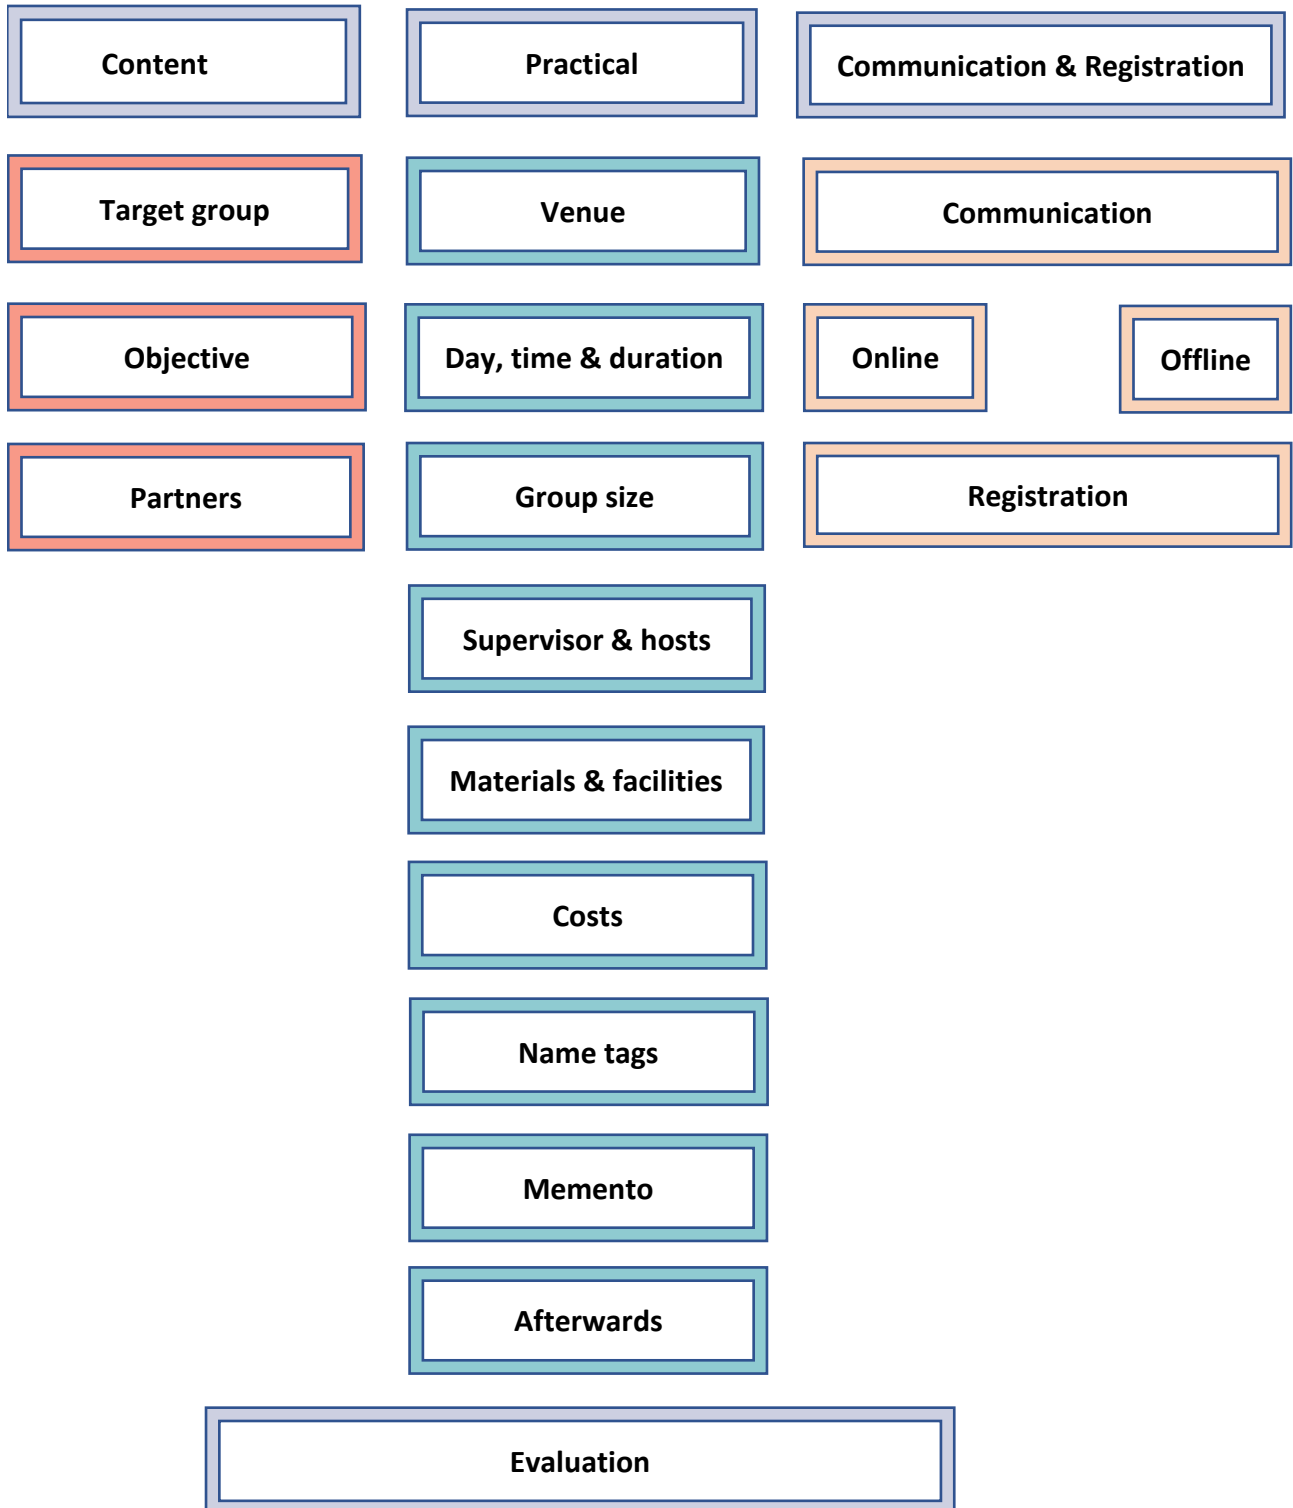 Content
Practical
Communication & Registration
Target group
Venue
Communication
Objective
Day, time & duration
Online
Offline
Partners
Group size
Registration
Supervisor & hosts
Materials & facilities
Costs
Name tags
Memento
Afterwards
Evaluation